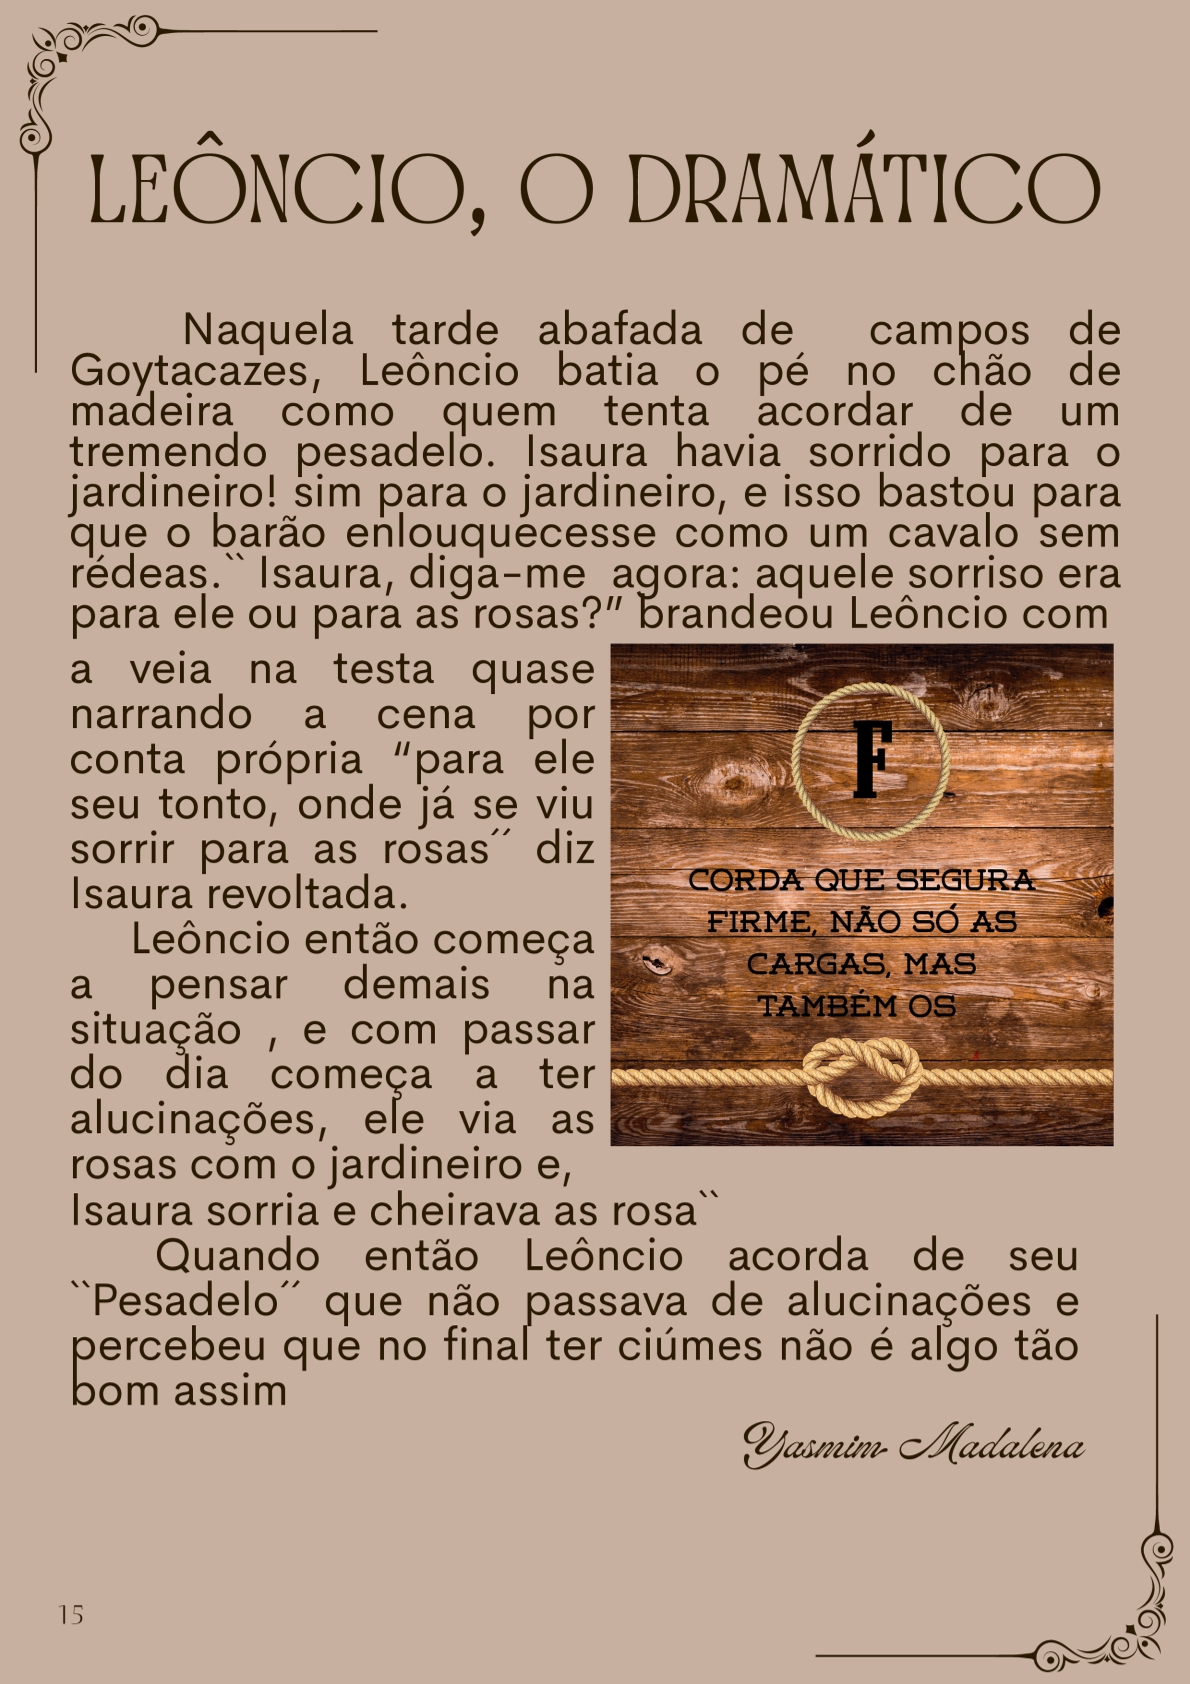 LEÔNCIO, O DRAMÁTICO
Naquela tarde abafada de campos de
Goytacazes, Leôncio batia o pé no chão de
madeira como quem tenta acordar de um
tremendo pesadelo. Isaura havia sorrido para o
jardineiro! sim para o jardineiro, e isso bastou para
que o barão enlouquecesse como um cavalo sem
rédeas.`` Isaura, diga-me agora: aquele sorriso era
para ele ou para as rosas?” brandeou Leôncio com
a veia na testa quase
narrando a cena por
conta própria “para ele
seu tonto, onde já se viu
sorrir para as rosas´´ diz
Isaura revoltada.
Leôncio então começa
a pensar demais na
situação , e com passar
do dia começa a ter
alucinações, ele via as
rosas com o jardineiro e,
Isaura sorria e cheirava as rosa``
F
CORDA QUE SEGURA
FIRME, NÃO SÓ AS
CARGAS, MAS
TAMBÉM OS
Quando então Leôncio acorda de seu
``Pesadelo´´ que não passava de alucinações e
percebeu que no final ter ciúmes não é algo tão
bom assim
Yasmim Madalena
15